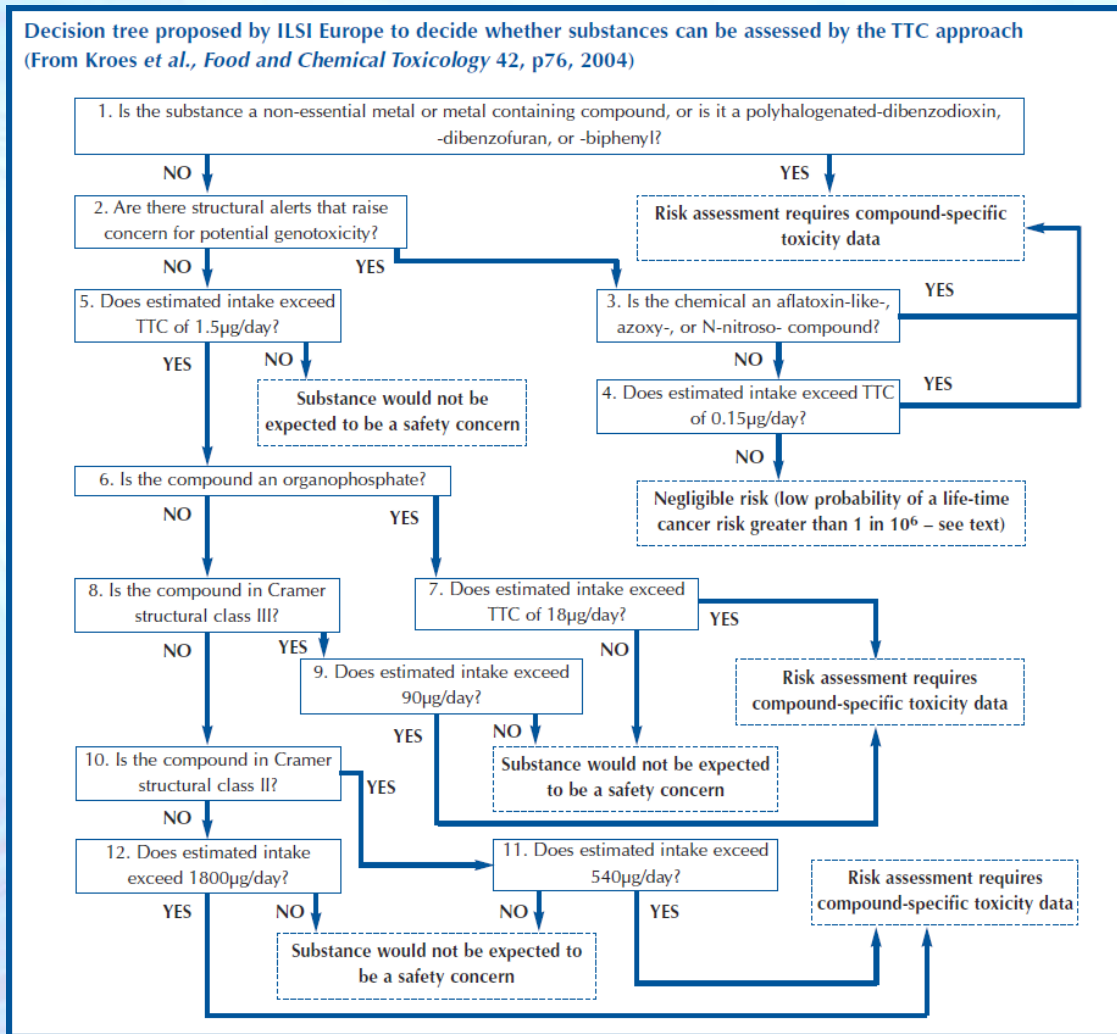 Decision tree proposed by ILSI Europe to decide whether substances can be assessed by the TTC approach
(From Kroes et al., Food and Chemical Toxicology 42, p76, 2004)
1. Is the substance a non-essential metal or metal containing compound, or is it a polyhalogenated-dibenzodioxin,
-dibenzofuran, or -biphenyl?
NO
YES
2. Are there structural alerts that raise
concern for potential genotoxicity?
Risk assessment requires compound-specific
toxicity data
NO
YES
5. Does estimated intake exceed
TTC of 1.5µg/day?
3. Is the chemical an aflatoxin-like-,
azoxy-, or N-nitroso- compound?
YES
YES
NO
NO
Substance would not be
expected to be a safety concern
4. Does estimated intake exceed TTC
of 0.15µg/day?
YES
NO
6. Is the compound an organophosphate?
Negligible risk (low probability of a life-time
cancer risk greater than 1 in 10⁶ – see text)
NO
YES
8. Is the compound in Cramer
structural class III?
7. Does estimated intake exceed
TTC of 18µg/day?
YES
NO
YES
NO
9. Does estimated intake exceed
90µg/day?
Risk assessment requires
compound-specific toxicity data
YES
NO
10. Is the compound in Cramer
structural class II?
Substance would not be expected
to be a safety concern
YES
NO
12. Does estimated intake
exceed 1800µg/day?
11. Does estimated intake exceed
540µg/day?
Risk assessment requires
compound-specific toxicity data
YES
NO
NO
YES
Substance would not be expected to
be a safety concern